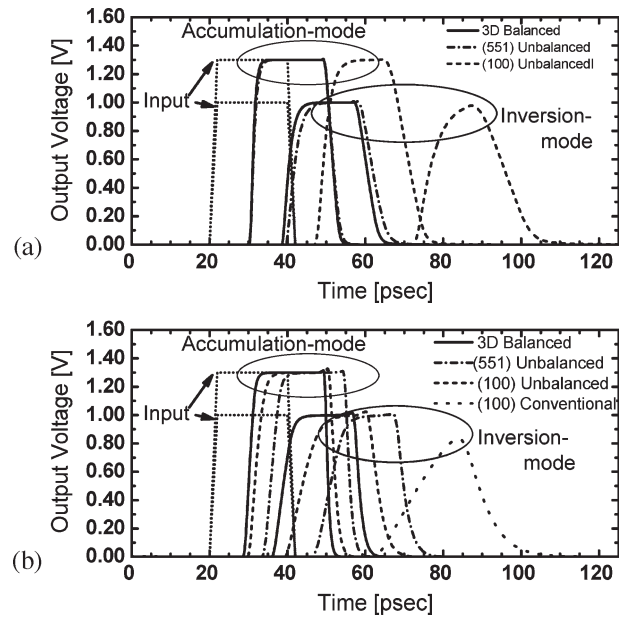 1.60
1.40
1.20
1.00
0.80
0.60
0.40
0.20
0.00
Output Voltage [V]
Accumulation-mode
Input
3D Balanced
(551) Unbalanced
(100) Unbalancedl
Inversion-
mode
(a)
0 20 40 60 80 100 120
Time [psec]
1.60
1.40
1.20
1.00
0.80
0.60
0.40
0.20
0.00
Output Voltage [V]
Accumulation-mode
Input
3D Balanced
(551) Unbalanced
(100) Unbalanced
(100) Conventional
Inversion-
mode
(b)
0 20 40 60 80 100 120
Time [psec]